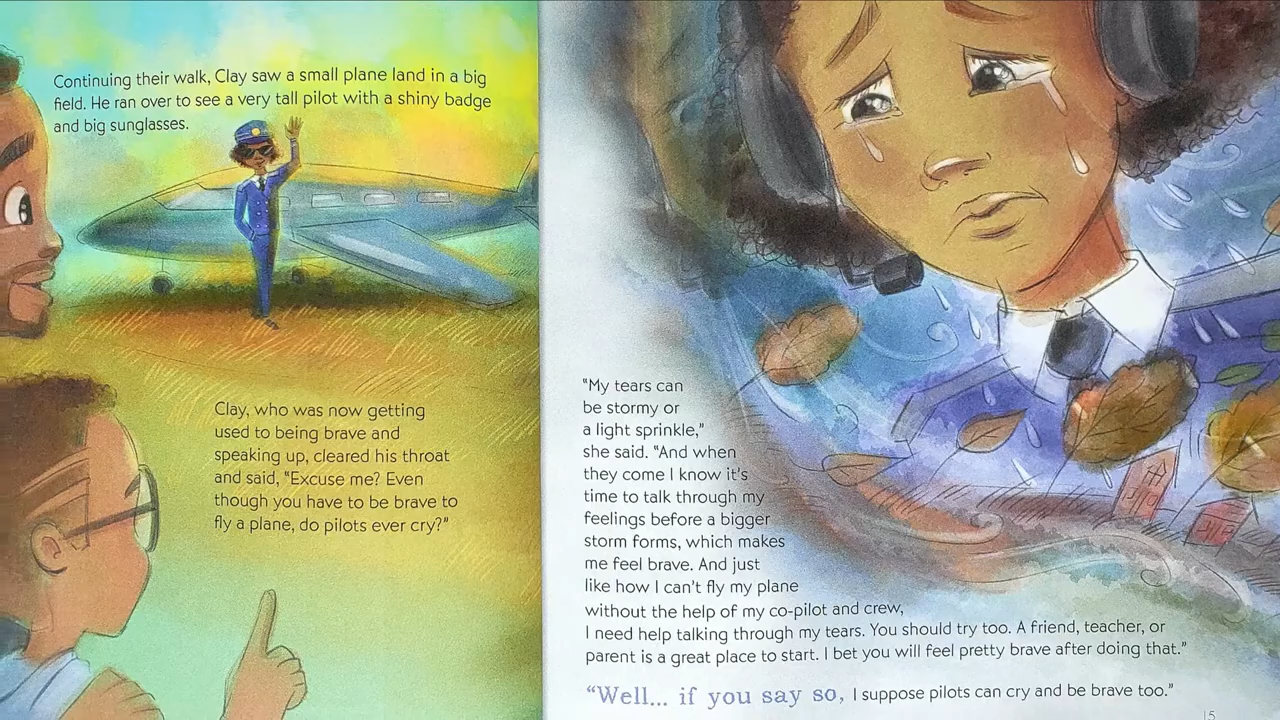 Continuing their walk, Clay saw a small plane land in a big
field. He ran over to see a very tall pilot with a shiny badge
and big sunglasses.
Clay, who was now getting
used to being brave and
speaking up, cleared his throat
and said, “Excuse me? Even
though you have to be brave to
fly a plane, do pilots ever cry?”
“My tears can
be stormy or
a light sprinkle,”
she said. “And when
they come I know it’s
time to talk through my
feelings before a bigger
storm forms, which makes
me feel brave. And just
like how I can’t fly my plane
without the help of my co-pilot and crew,
I need help talking through my tears. You should try too. A friend, teacher, or
parent is a great place to start. I bet you will feel pretty brave after doing that.”
“Well... if you say so, I suppose pilots can cry and be brave too.”
15